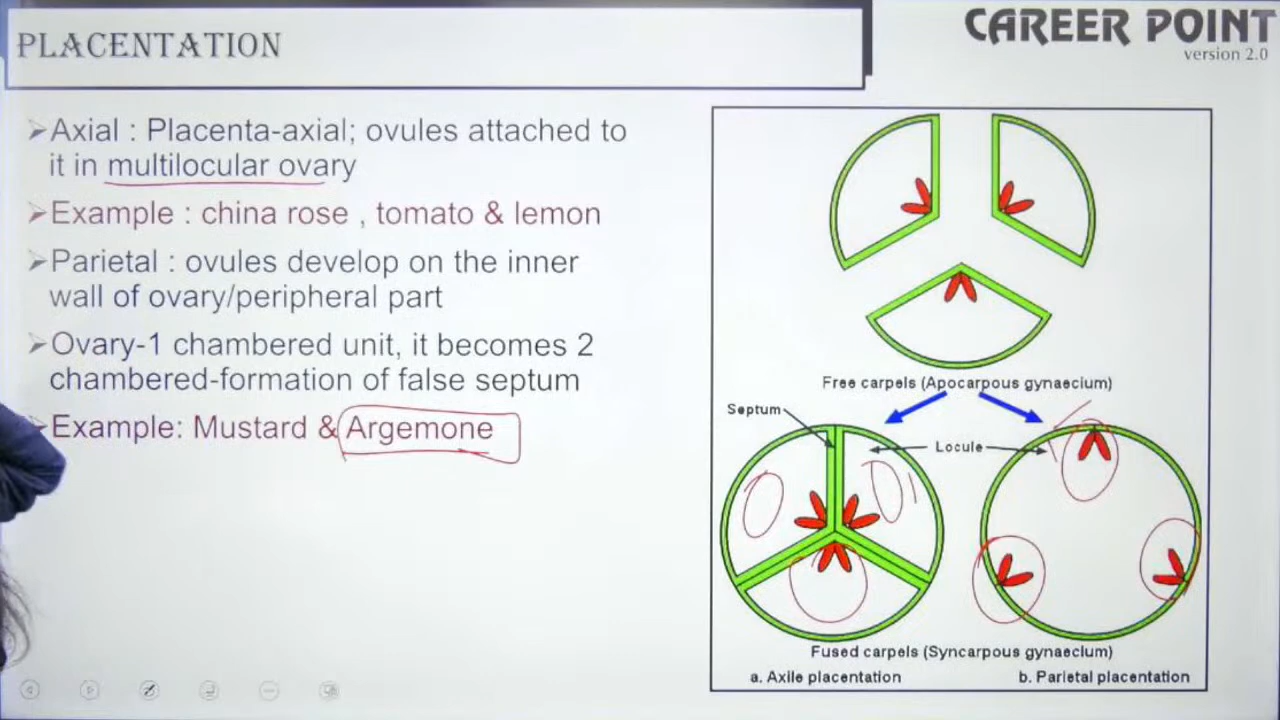 PLACENTATION
CAREER POINT
version 2.0
➢Axial : Placenta-axial; ovules attached to
it in multilocular ovary
➢Example : china rose , tomato & lemon
➢Parietal : ovules develop on the inner
wall of ovary/peripheral part
➢Ovary-1 chambered unit, it becomes 2
chambered-formation of false septum
➢Example: Mustard & Argemone
Free carpels (Apocarpous gynaecium)
Septum
Locule
Fused carpels (Syncarpous gynaecium)
a. Axile placentation
b. Parietal placentation